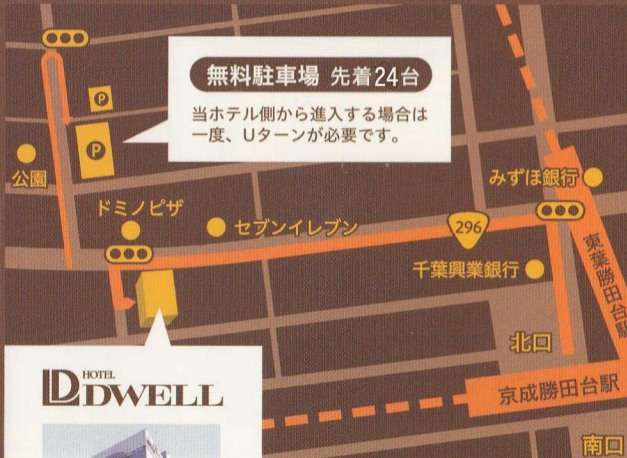 無料駐車場 先着24台
当ホテル側から進入する場合は
一度、Uターンが必要です。
P
P
公園
ドミノピザ
セブンイレブン
296
みずほ銀行
千葉興業銀行
東葉勝田台駅
北口
京成勝田台駅
南口
HOTEL
DWELL